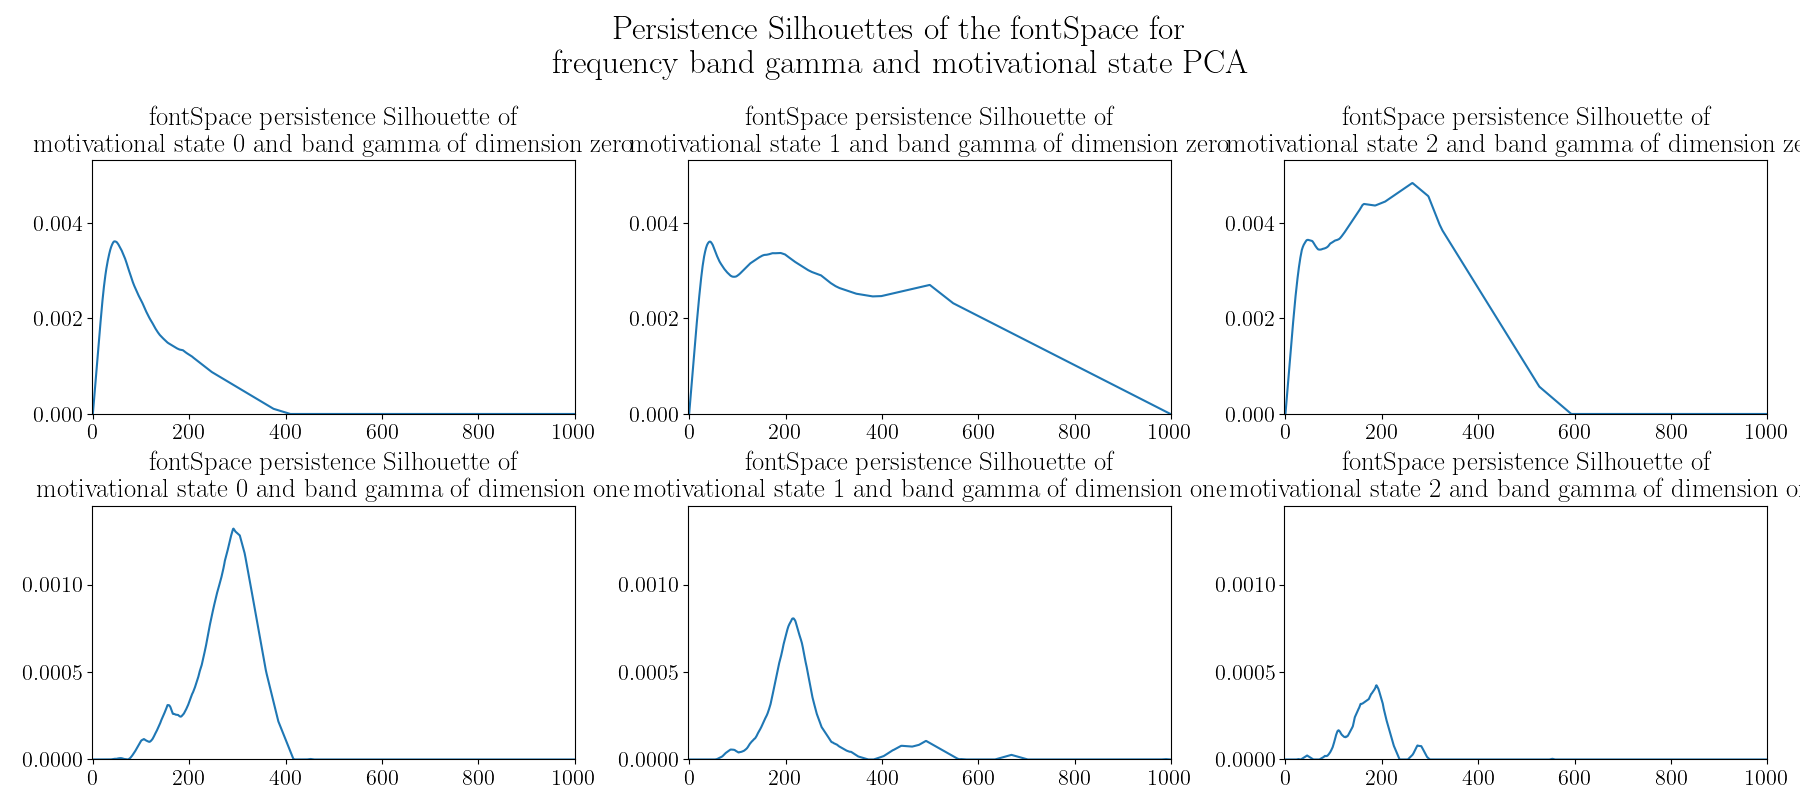 Persistence Silhouettes of the fontSpace for
frequency band gamma and motivational state PCA
fontSpace persistence Silhouette of
motivational state 0 and band gamma of dimension zero
fontSpace persistence Silhouette of
motivational state 1 and band gamma of dimension zero
fontSpace persistence Silhouette of
motivational state 2 and band gamma of dimension ze
0.004
0.002
0.000
0 200 400 600 800 1000
0.004
0.002
0.000
0 200 400 600 800 1000
0.004
0.002
0.000
0 200 400 600 800 1000
fontSpace persistence Silhouette of
motivational state 0 and band gamma of dimension one
fontSpace persistence Silhouette of
motivational state 1 and band gamma of dimension one
fontSpace persistence Silhouette of
motivational state 2 and band gamma of dimension o
0.0010
0.0005
0.0000
0 200 400 600 800 1000
0.0010
0.0005
0.0000
0 200 400 600 800 1000
0.0010
0.0005
0.0000
0 200 400 600 800 1000